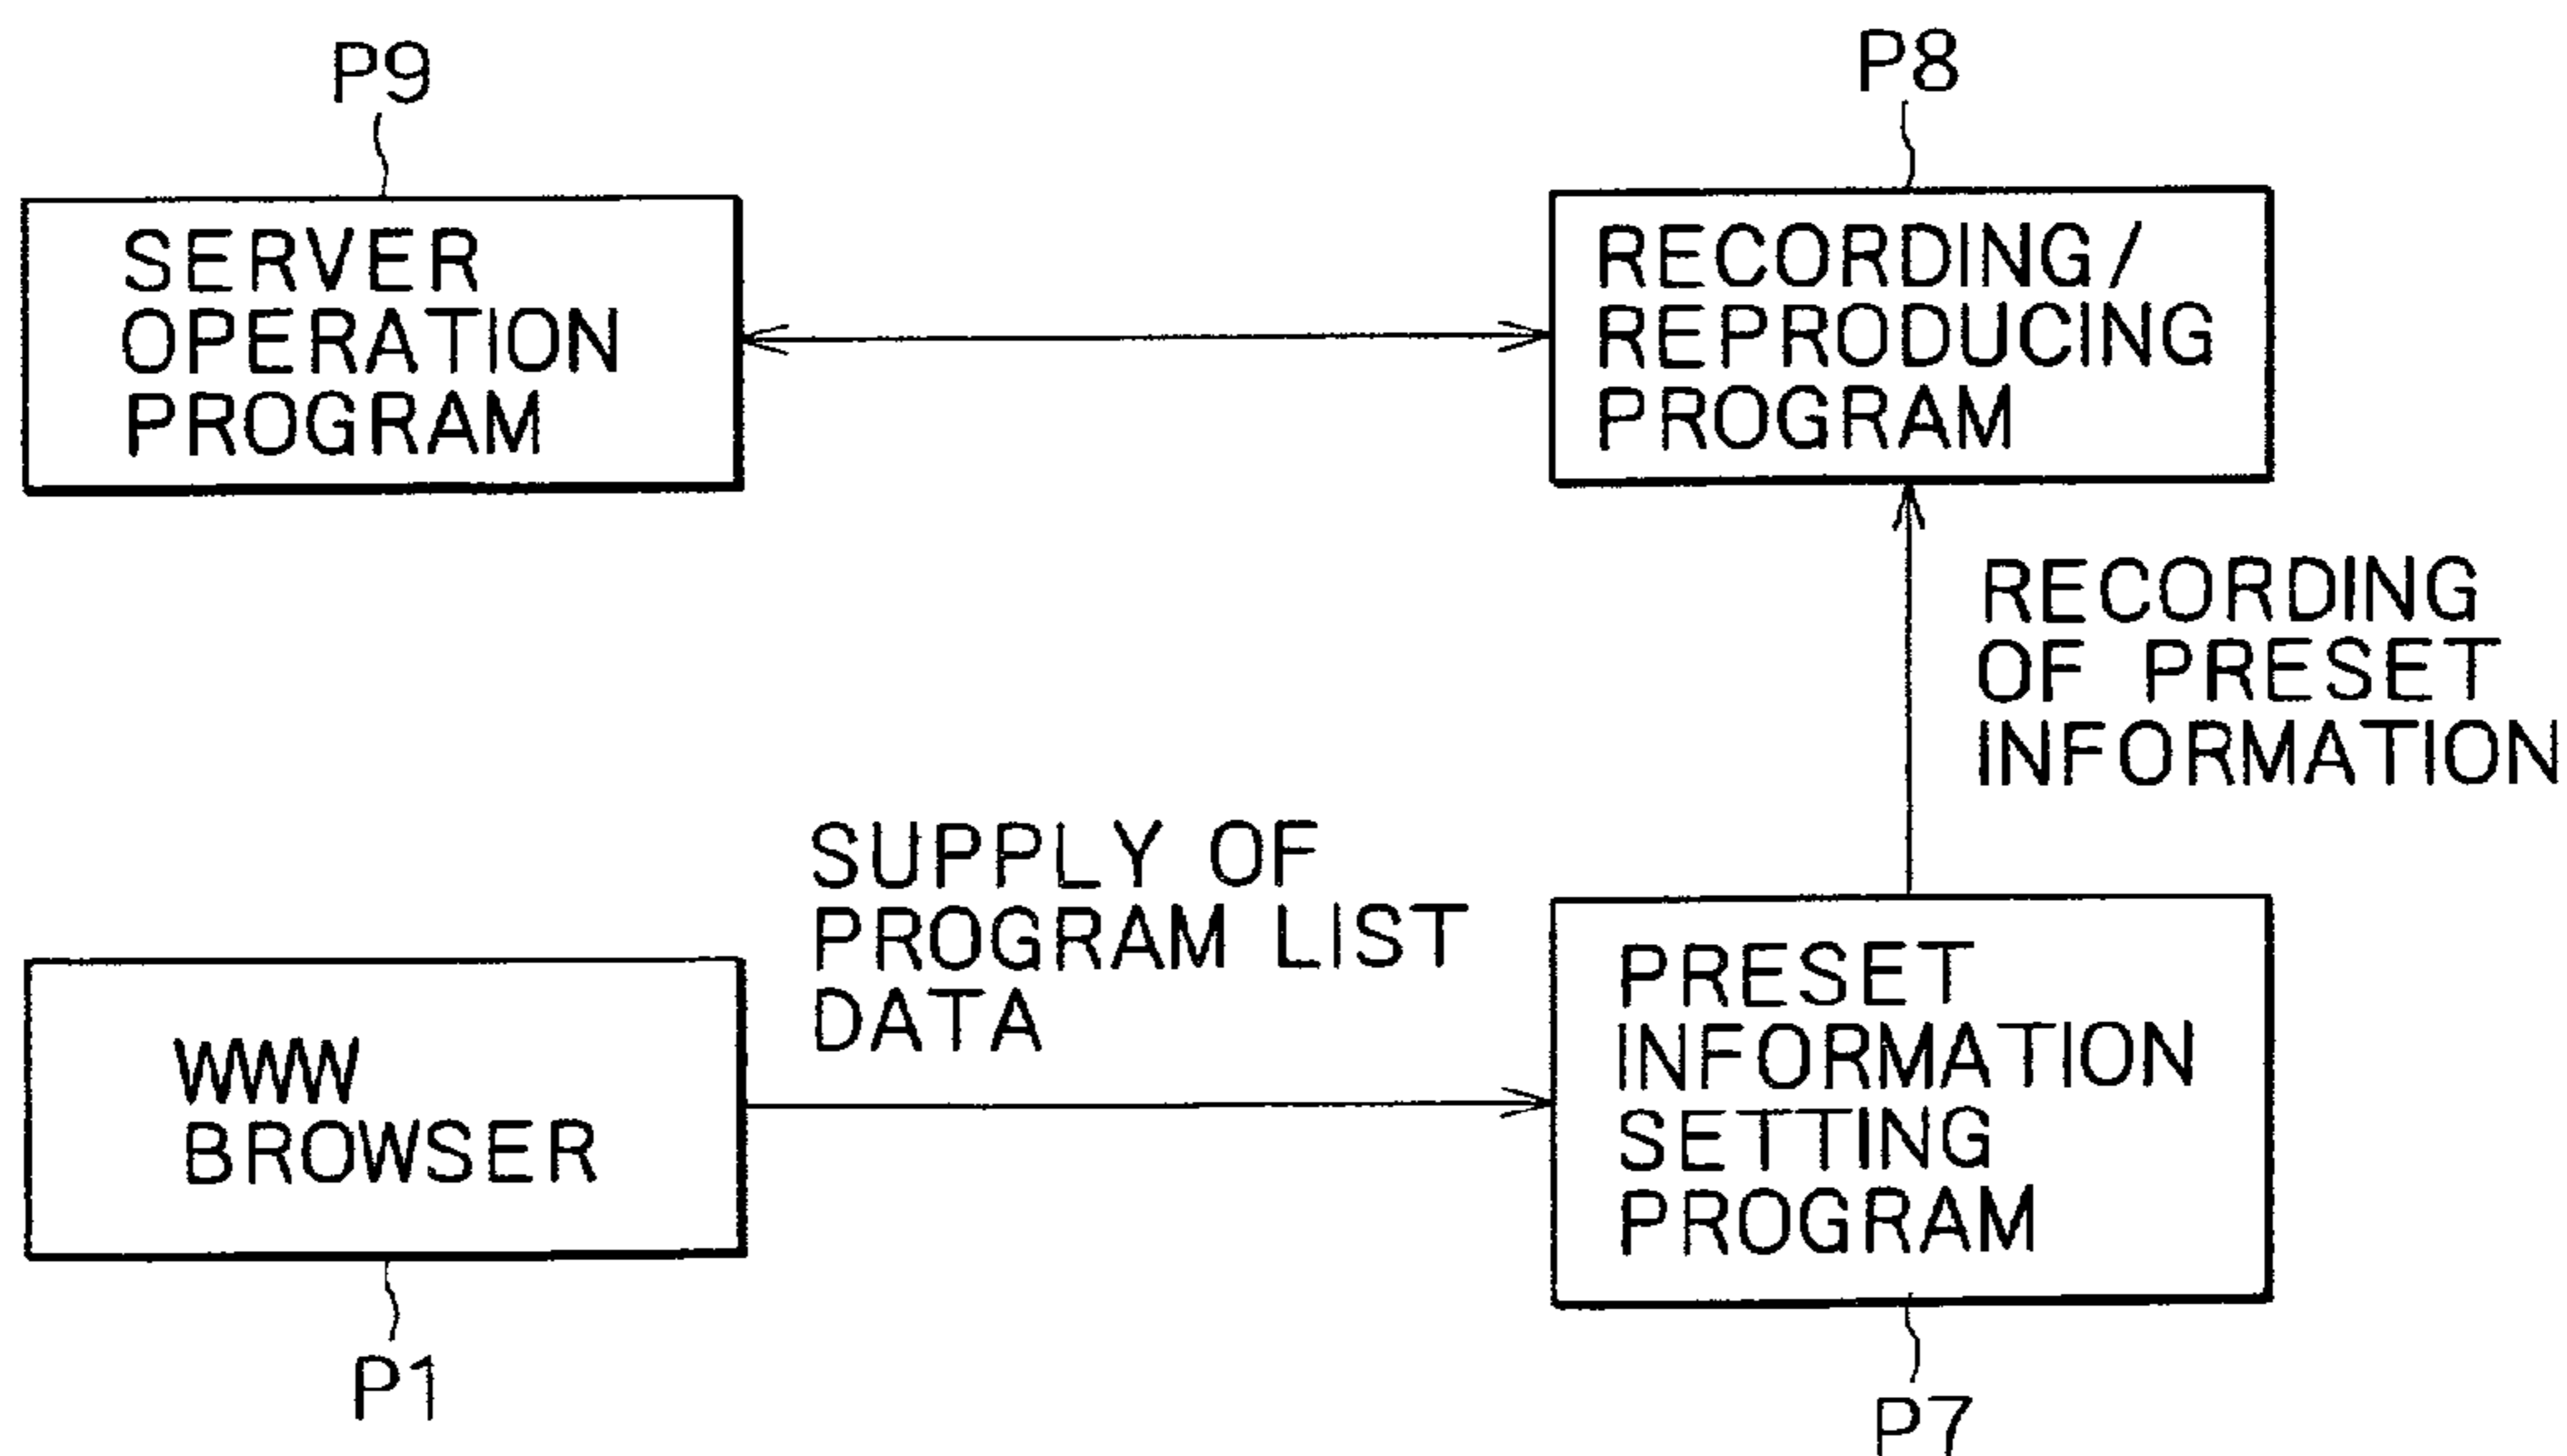 P9
P8
SERVER
OPERATION
PROGRAM
RECORDING/
REPRODUCING
PROGRAM
RECORDING
OF PRESET
INFORMATION
SUPPLY OF
PROGRAM LIST
DATA
WWW
BROWSER
PRESET
INFORMATION
SETTING
PROGRAM
P1
P7